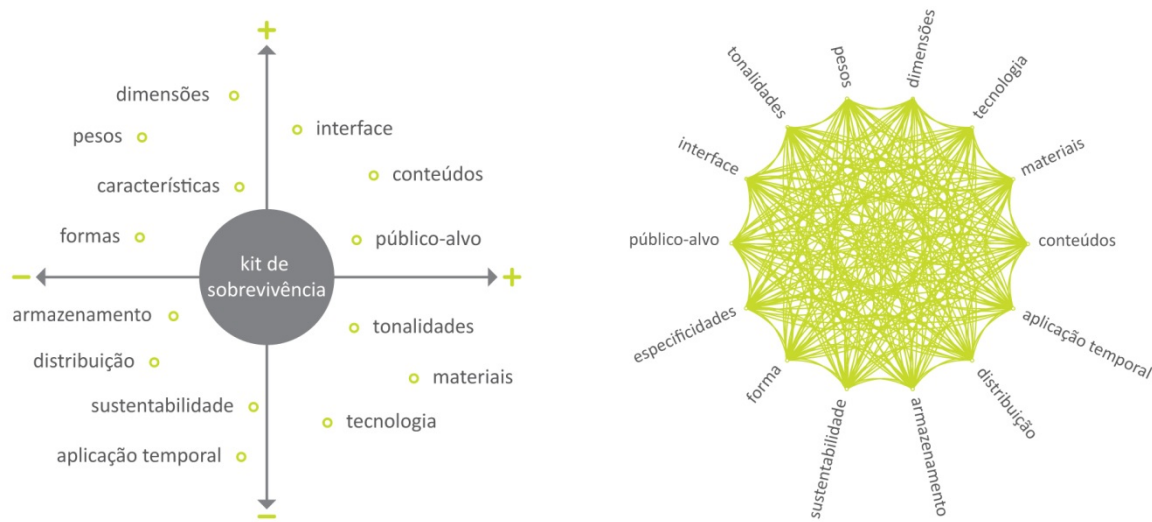 +
dimensões
pesos
interface
características
conteúdos
formas
público-alvo
kit de
sobrevivência
−
+
armazenamento
tonalidades
distribuição
materiais
sustentabilidade
tecnologia
aplicação temporal
−
pesos
dimensões
tonalidades
tecnologia
interface
materiais
público-alvo
conteúdos
especificidades
aplicação temporal
forma
distribuição
sustentabilidade
armazenamento